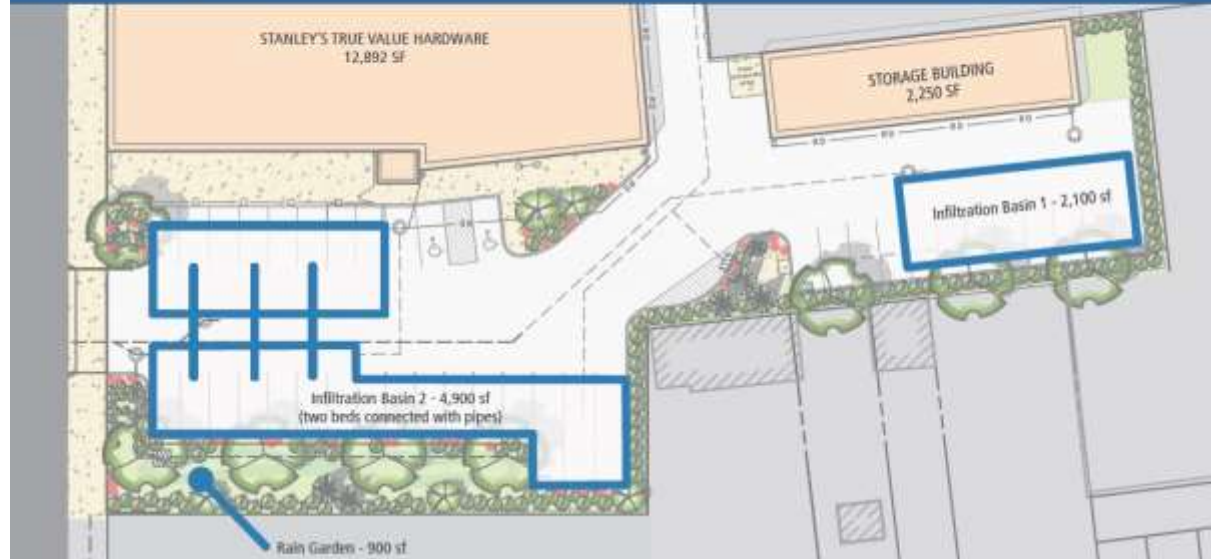 STANLEY'S TRUE VALUE HARDWARE
12,892 SF
STORAGE BUILDING
2,250 SF
Infiltration Basin 1 - 2,100 sf
Infiltration Basin 2 - 4,900 sf
(two beds connected with pipes)
Rain Garden - 900 sf